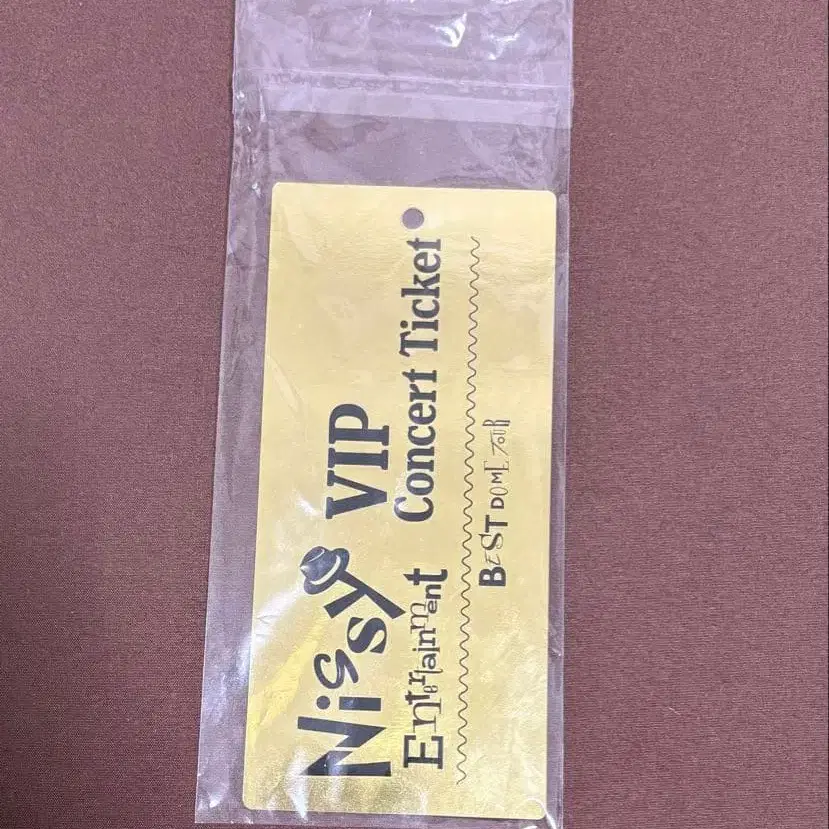 Nissy
Entertainment
VIP
Concert Ticket
BEST DOME TOUR